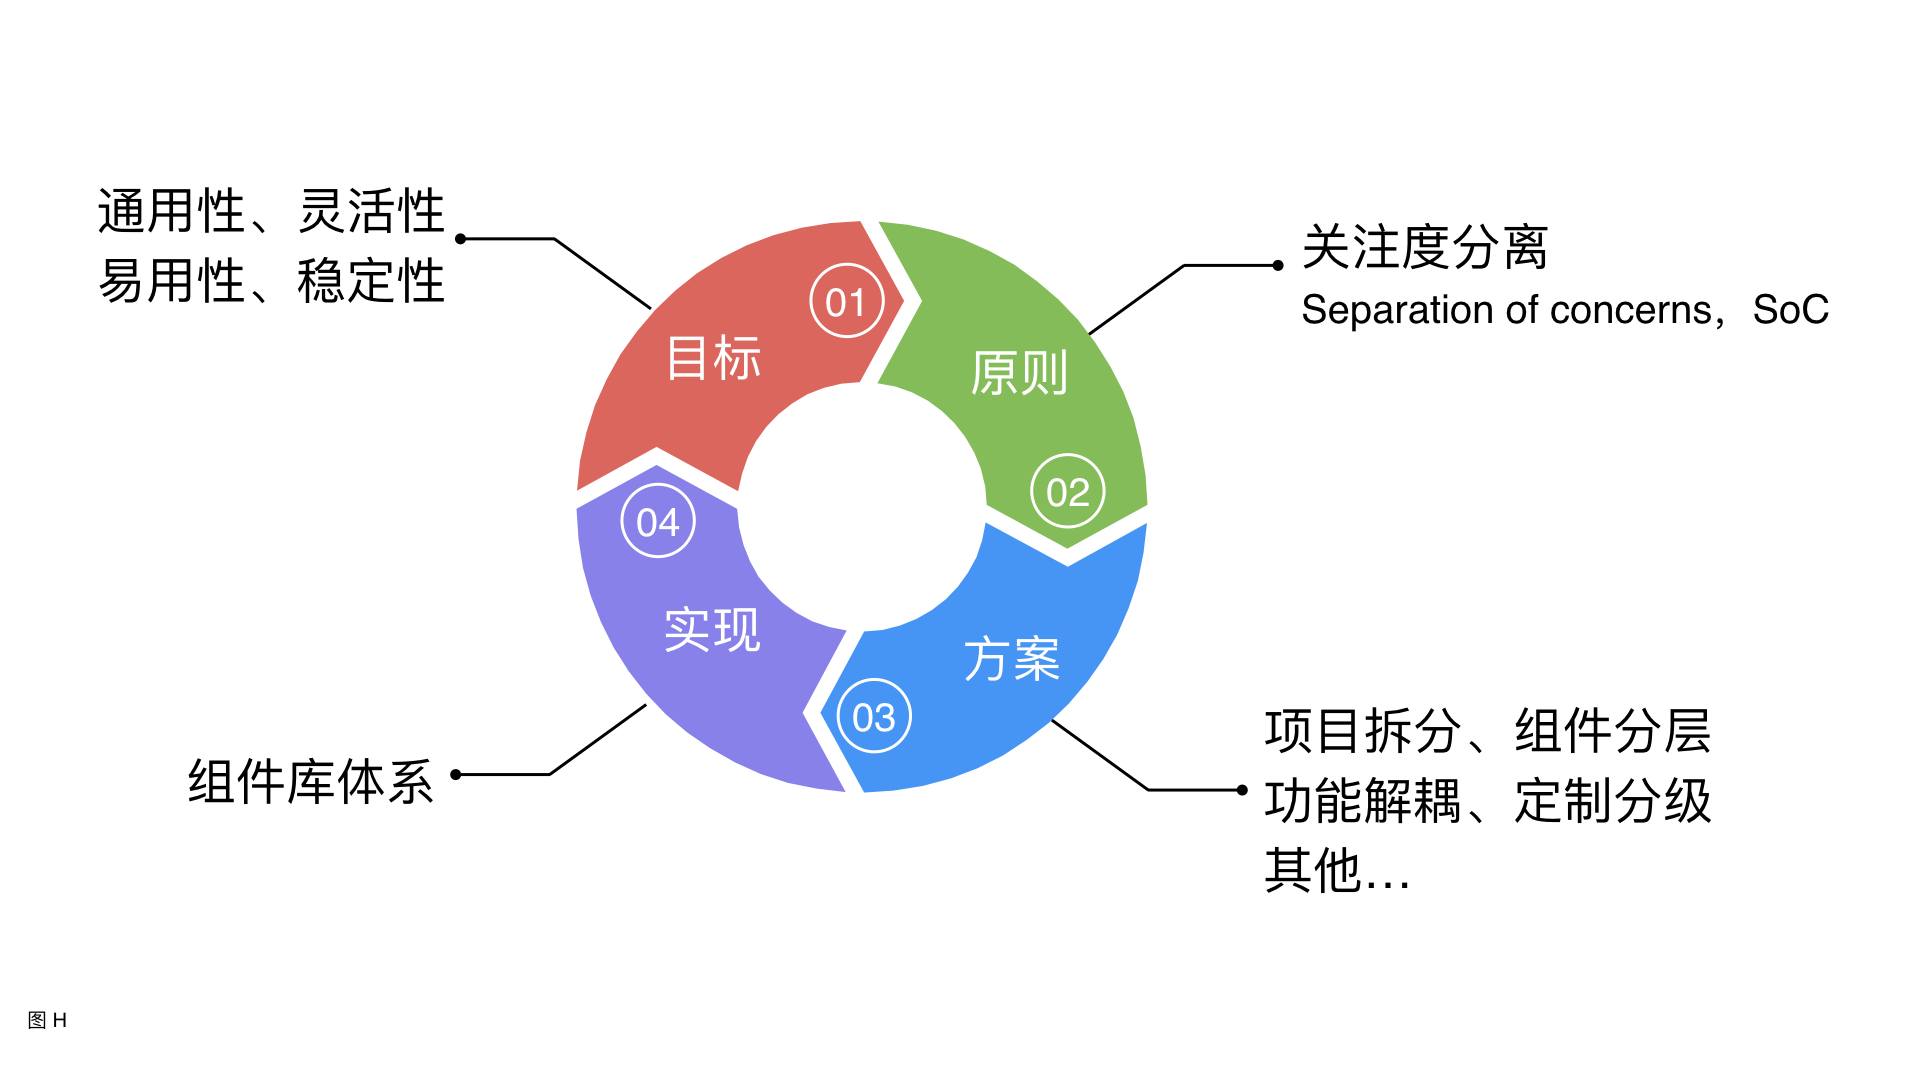 通用性、灵活性
易用性、稳定性
01
目标
关注度分离
Separation of concerns，SoC
原则
02
04
实现
方案
03
组件库体系
项目拆分、组件分层
功能解耦、定制分级
其他…
图 H